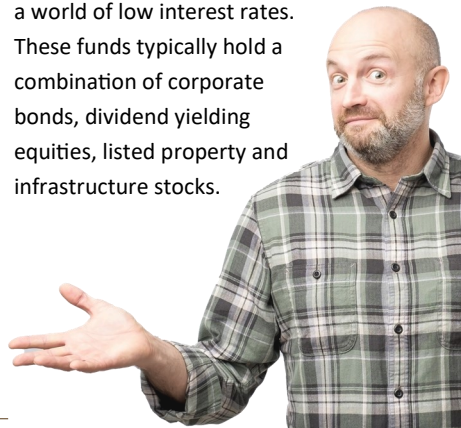 a world of low interest rates.
These funds typically hold a
combination of corporate
bonds, dividend yielding
equities, listed property and
infrastructure stocks.